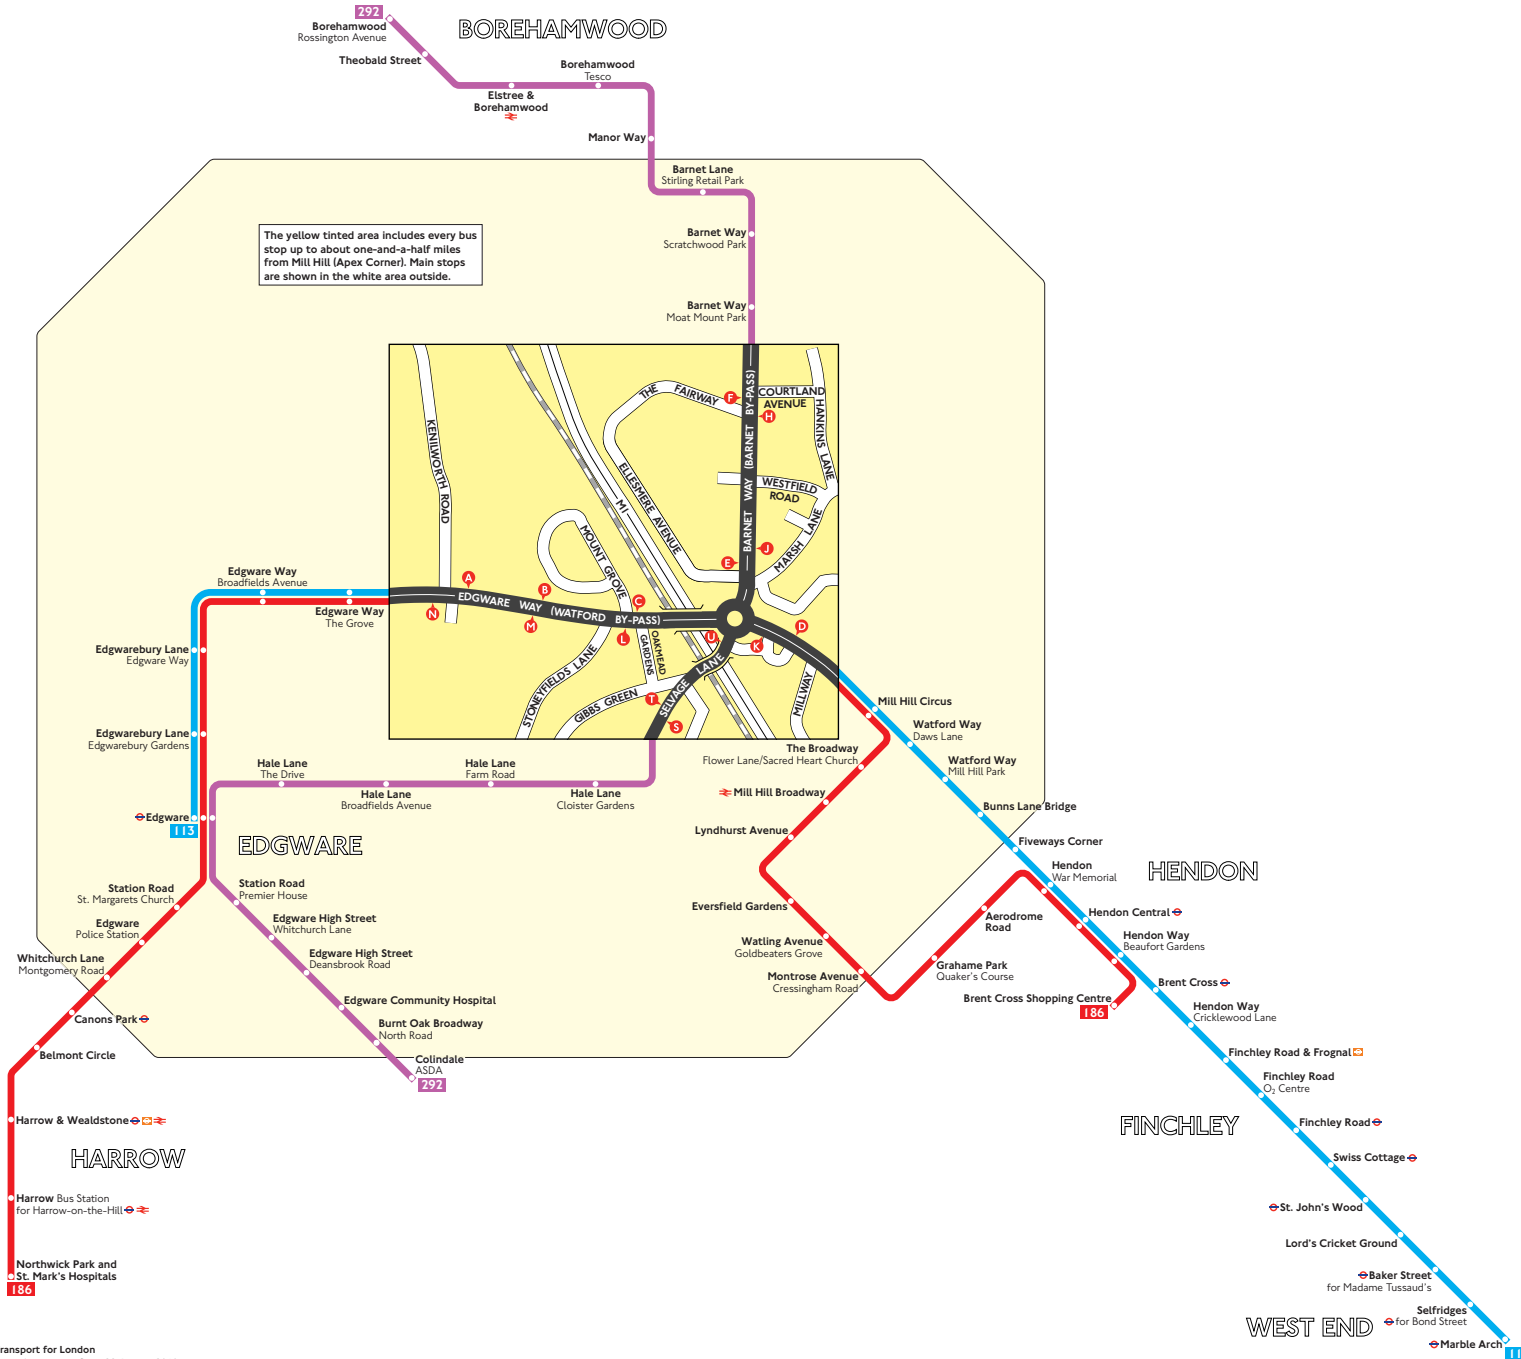 292
BOREHAMWOOD
Borehamwood
Rossington Avenue
Theobald Street
Borehamwood
Tesco
Elstree &
Borehamwood
Manor Way
Barnet Lane
Stirling Retail Park
The yellow tinted area includes every bus
stop up to about one-and-a-half miles
from Mill Hill (Apex Corner). Main stops
are shown in the white area outside.
Barnet Way
Scratchwood Park
Barnet Way
Moat Mount Park
THE FAIRWAY
F
COURTLAND
AVENUE
H
HANKINS LANE
KENILWORTH ROAD
BARNET WAY (BARNET BY-PASS)
ELLESMERE AVENUE
M1
WESTFIELD
ROAD
MARSH LANE
MOUNT GROVE
J
E
Edgware Way
Broadfields Avenue
Edgware Way
The Grove
A
B
C
EDGWARE WAY (WATFORD BY-PASS)
N
M
L
U
K
D
OAKMEAD
GARDENS
STONEYFIELDS LANE
GIBBS GREEN
SELVAGE LANE
T
S
MILLWAY
Edgwarebury Lane
Edgware Way
Edgwarebury Lane
Edgwarebury Gardens
Mill Hill Circus
Watford Way
Daws Lane
The Broadway
Flower Lane/Sacred Heart Church
Watford Way
Mill Hill Park
Hale Lane
The Drive
Hale Lane
Farm Road
Hale Lane
Broadfields Avenue
Hale Lane
Cloister Gardens
Mill Hill Broadway
Bunns Lane Bridge
Edgware
113
EDGWARE
Lyndhurst Avenue
Fiveways Corner
Hendon
War Memorial
HENDON
Station Road
St. Margarets Church
Station Road
Premier House
Eversfield Gardens
Aerodrome
Road
Hendon Central
Edgware
Police Station
Edgware High Street
Whitchurch Lane
Watling Avenue
Goldbeaters Grove
Hendon Way
Beaufort Gardens
Whitchurch Lane
Montgomery Road
Edgware High Street
Deansbrook Road
Montrose Avenue
Cressingham Road
Grahame Park
Quaker's Course
Brent Cross
Edgware Community Hospital
Brent Cross Shopping Centre
186
Hendon Way
Cricklewood Lane
Canons Park
Burnt Oak Broadway
North Road
Belmont Circle
Colindale
ASDA
292
Finchley Road & Frognal
Finchley Road
O2 Centre
Harrow & Wealdstone
FINCHLEY
Finchley Road
HARROW
Swiss Cottage
Harrow Bus Station
for Harrow-on-the-Hill
St. John's Wood
Lord's Cricket Ground
Northwick Park and
St. Mark's Hospitals
186
Baker Street
for Madame Tussaud's
WEST END
Selfridges
for Bond Street
Marble Arch
11
ransport for London